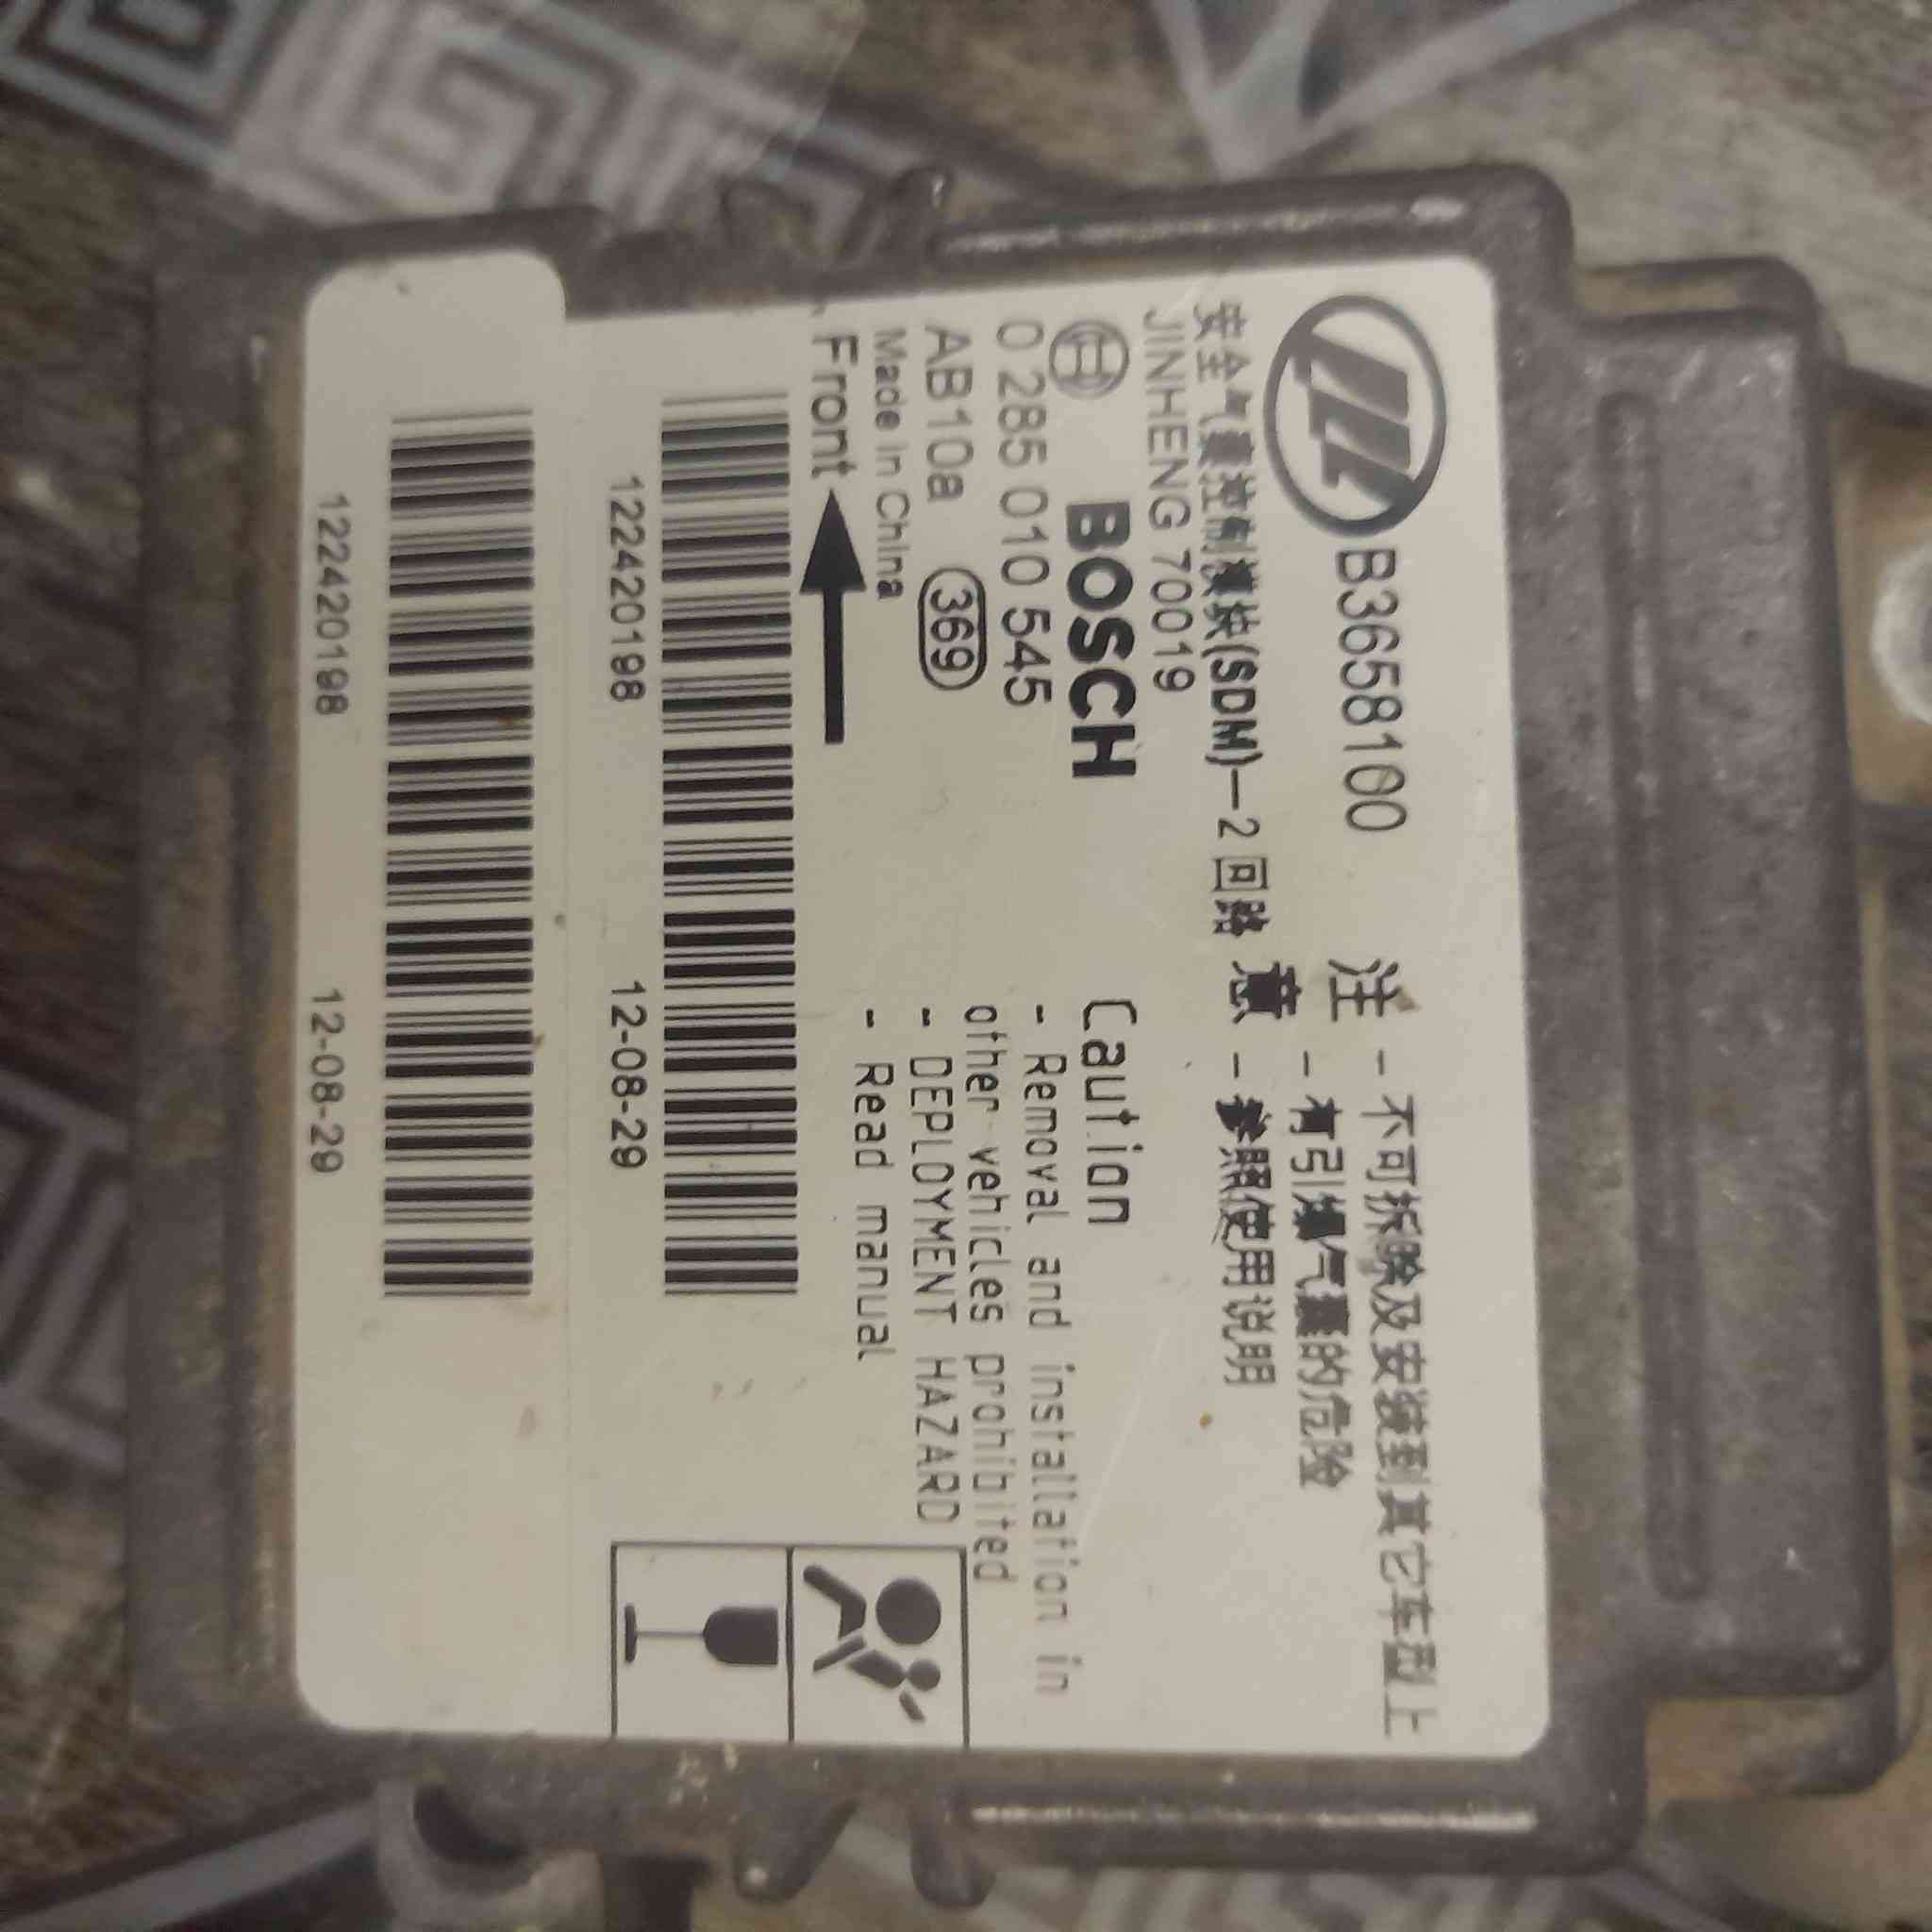 B3658100
安全气囊控制模块(SDM)—2 回路
JINHENG 70019
BOSCH
0 285 010 545
AB10a 369
Made in China
Front
122420198 12-08-29
122420198 12-08-29
注意
- 不可拆除及安装到其它车型上
- 有引爆气囊的危险
- 参照使用说明
Caution
- Removal and installation in
other vehicles prohibited
- DEPLOYMENT HAZARD
- Read manual